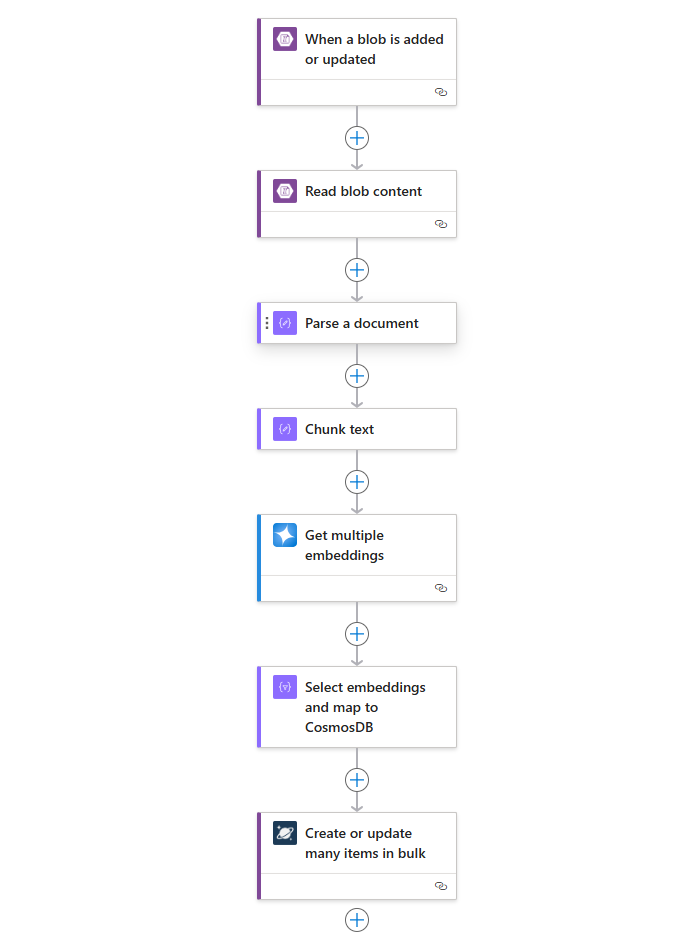 When a blob is added
or updated
Read blob content
Parse a document
Chunk text
Get multiple
embeddings
Select embeddings
and map to
CosmosDB
Create or update
many items in bulk